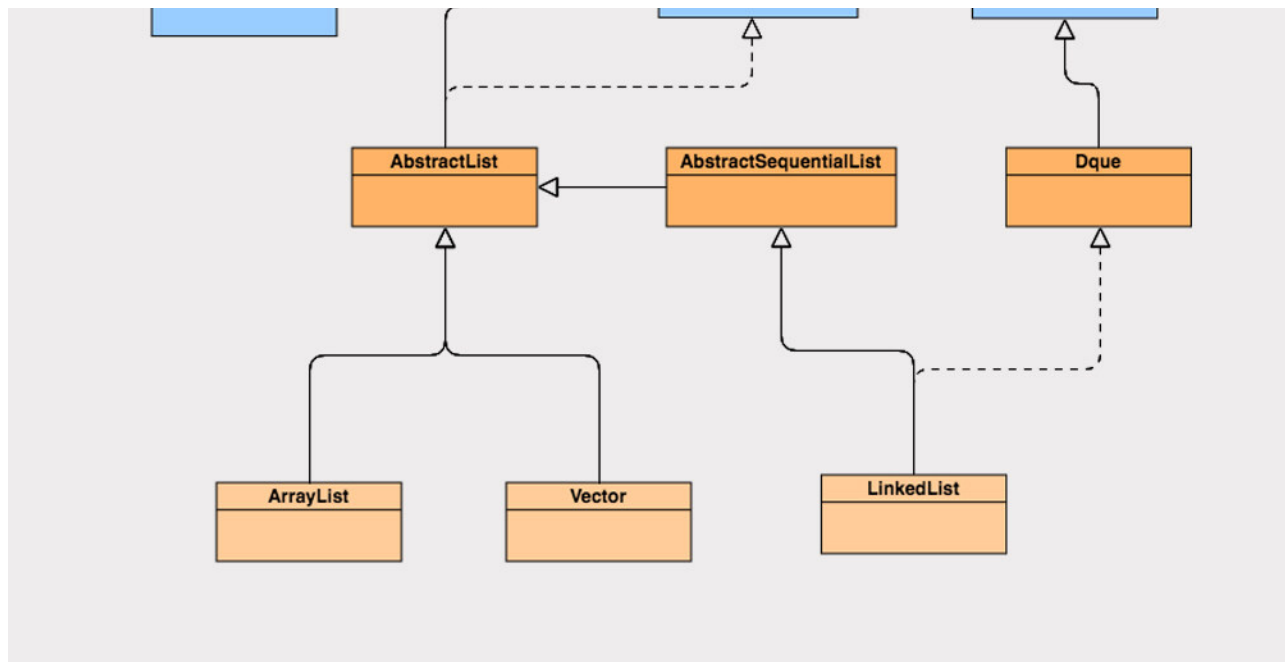 AbstractList
AbstractSequentialList
Dque
ArrayList
Vector
LinkedList